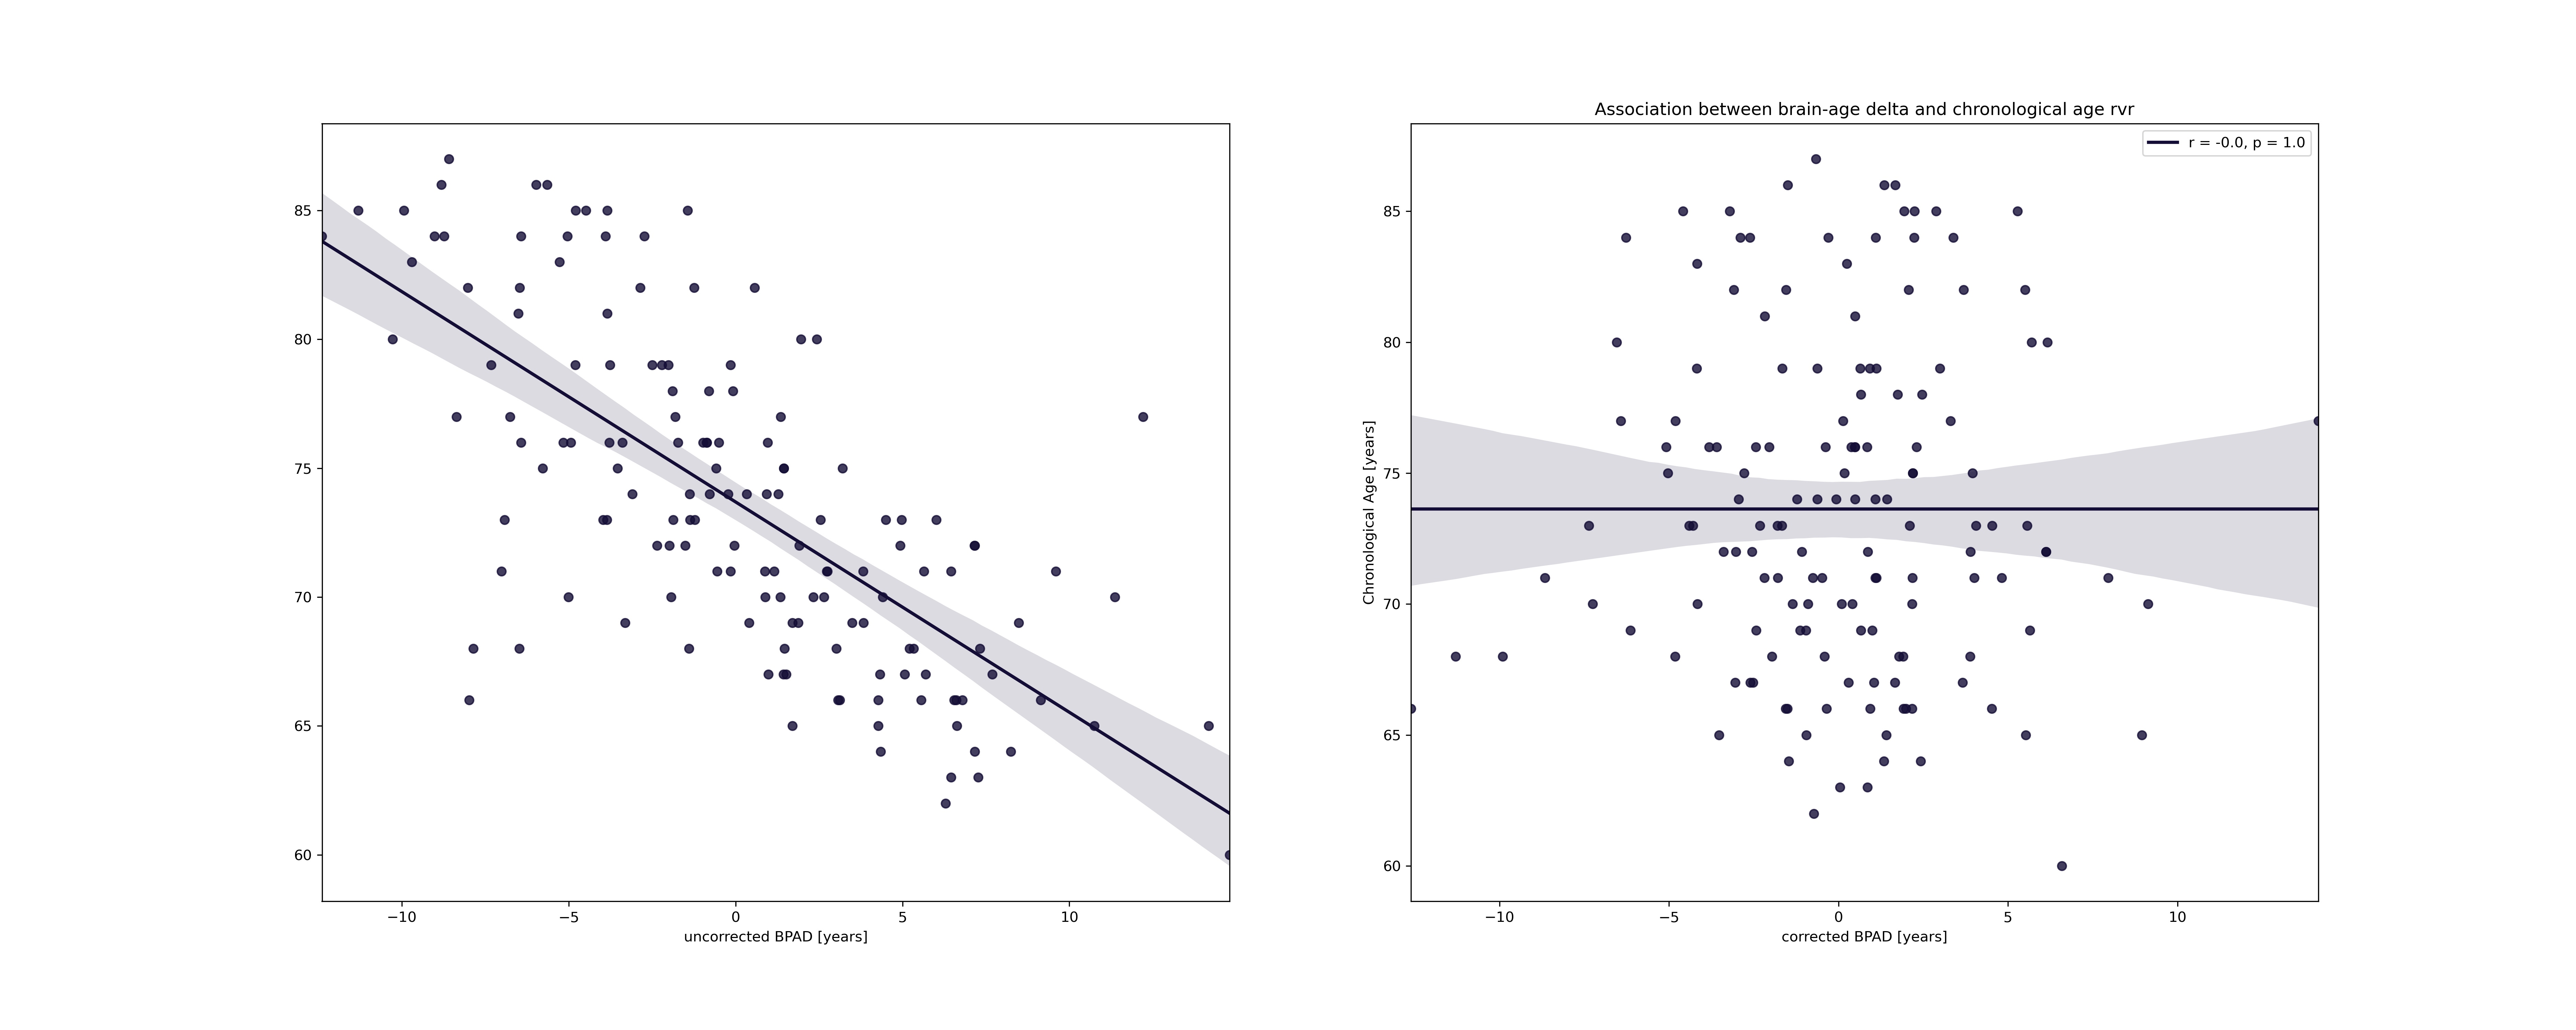 85
80
75
70
65
60
−10 −5 0 5 10
uncorrected BPAD [years]
Association between brain-age delta and chronological age rvr
r = -0.0, p = 1.0
Chronological Age [years]
85
80
75
70
65
60
−10 −5 0 5 10
corrected BPAD [years]